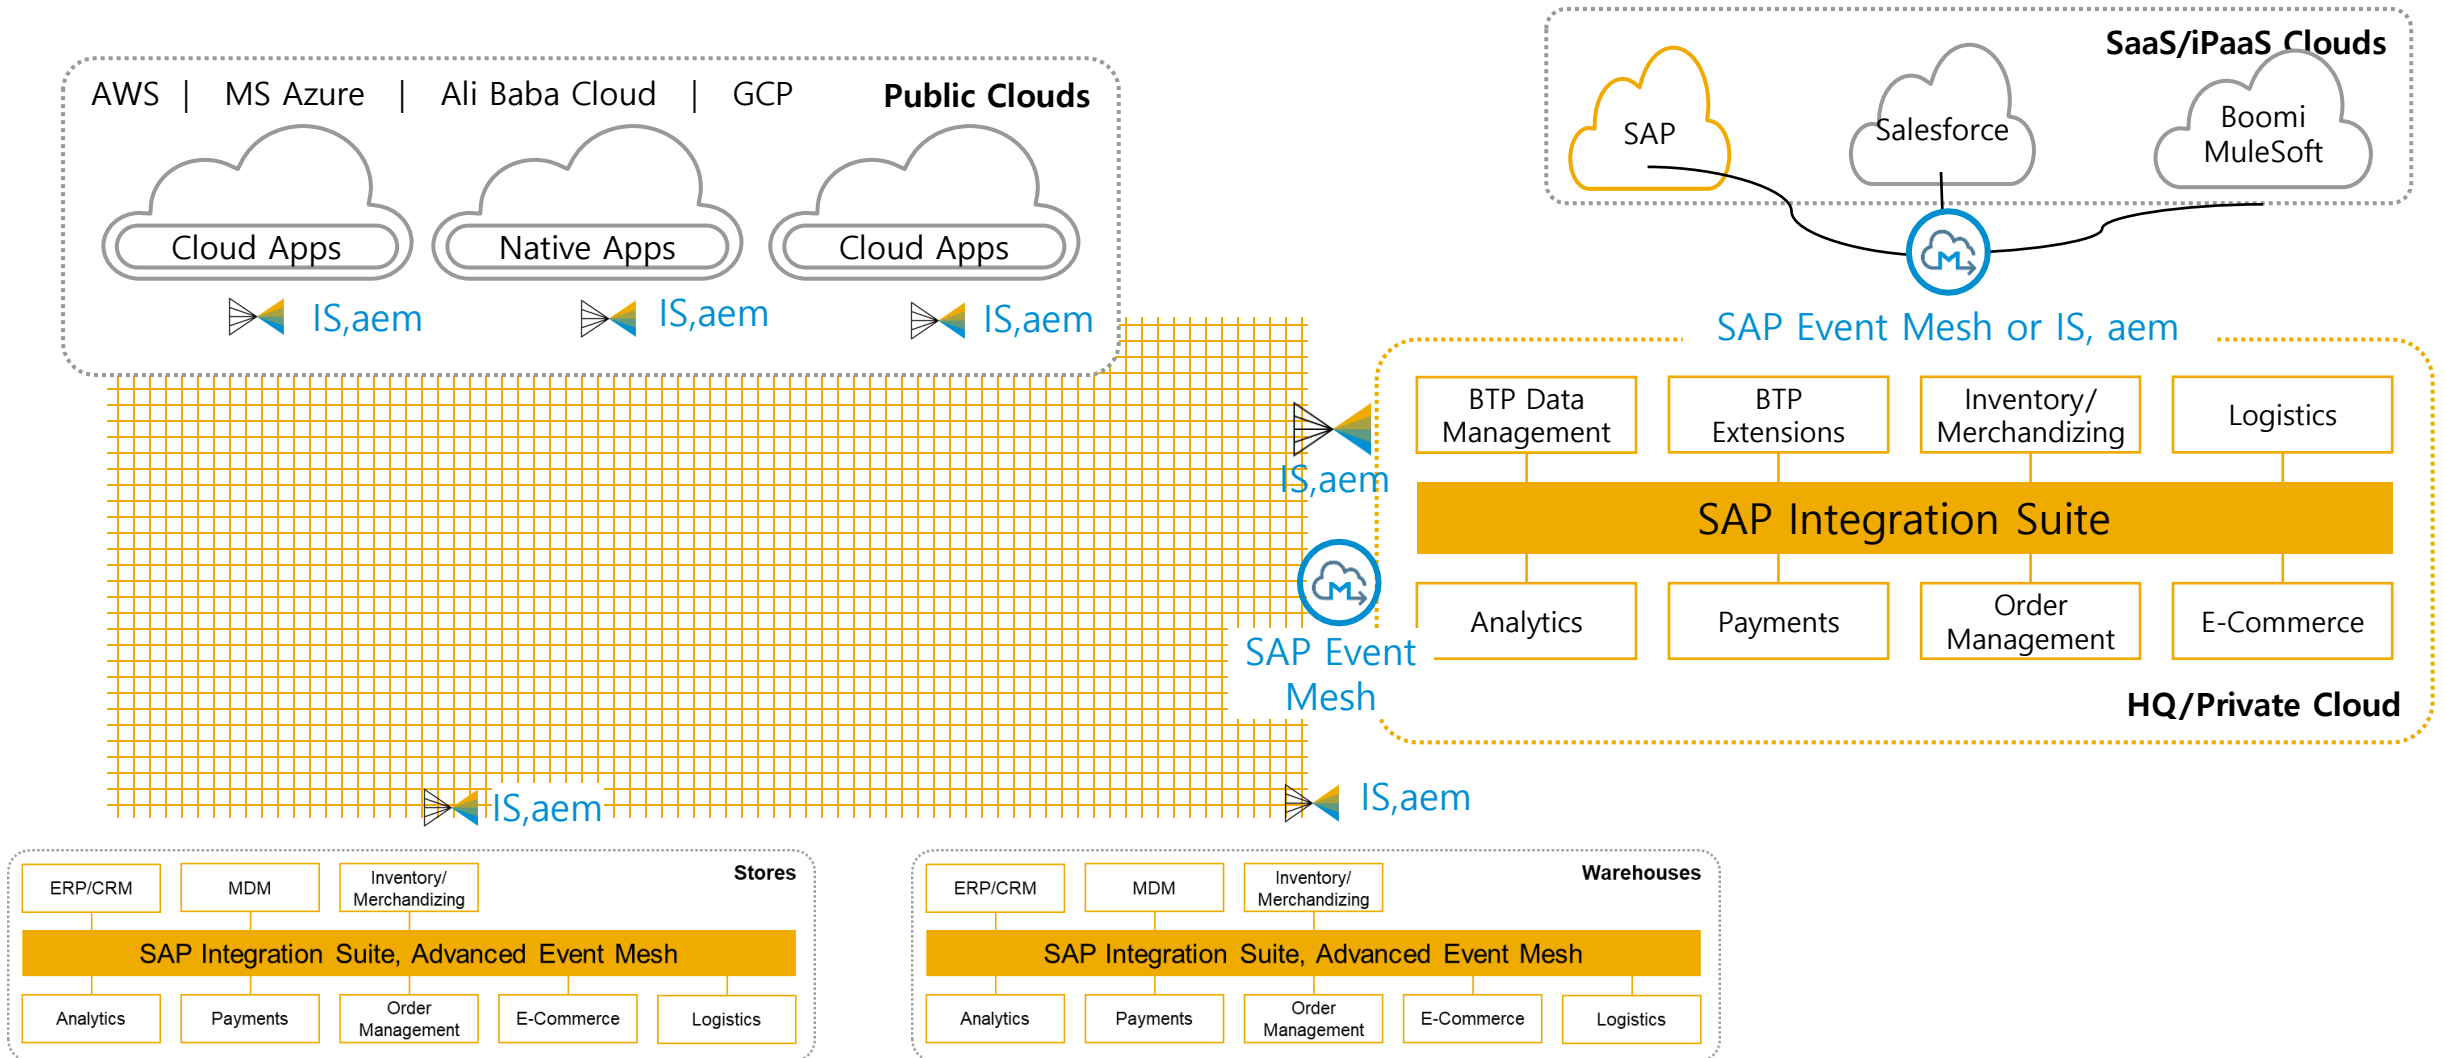 AWS | MS Azure | Ali Baba Cloud | GCP
Public Clouds
Cloud Apps
Native Apps
Cloud Apps
IS,aem
IS,aem
IS,aem
SaaS/iPaaS Clouds
SAP
Salesforce
Boomi
MuleSoft
SAP Event Mesh or IS, aem
IS,aem
SAP Event
Mesh
BTP Data
Management
BTP
Extensions
Inventory/
Merchandizing
Logistics
SAP Integration Suite
Analytics
Payments
Order
Management
E-Commerce
HQ/Private Cloud
IS,aem
IS,aem
Stores
ERP/CRM
MDM
Inventory/
Merchandizing
SAP Integration Suite, Advanced Event Mesh
Analytics
Payments
Order
Management
E-Commerce
Logistics
Warehouses
ERP/CRM
MDM
Inventory/
Merchandizing
SAP Integration Suite, Advanced Event Mesh
Analytics
Payments
Order
Management
E-Commerce
Logistics